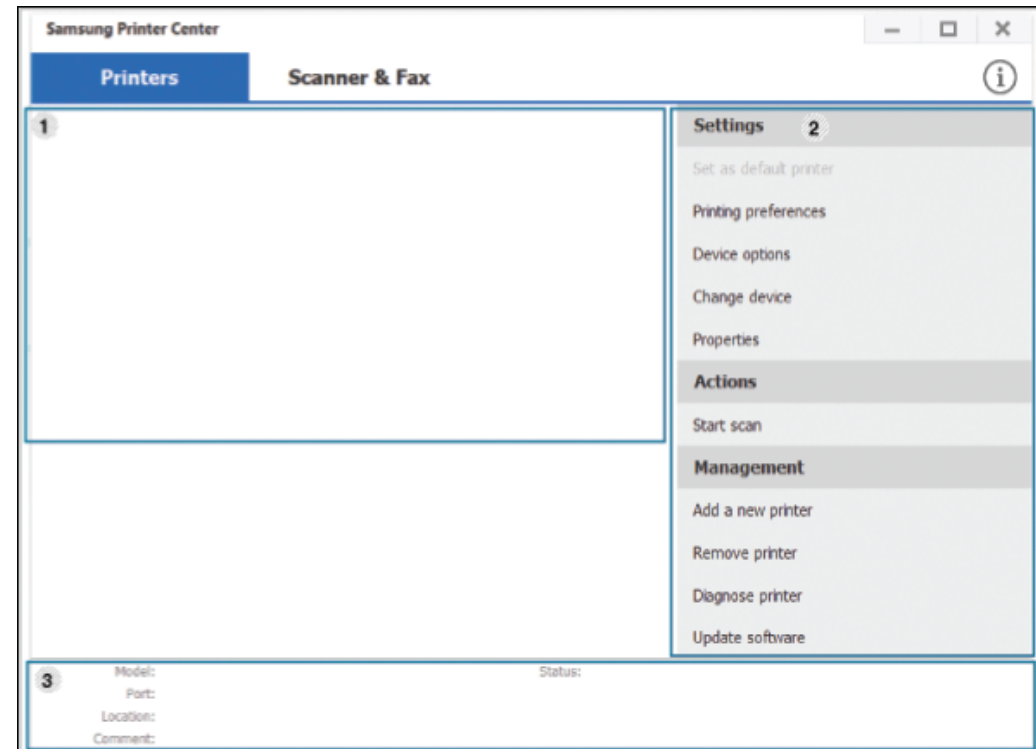 Samsung Printer Center
Printers
Scanner & Fax
i
1
Settings
2
Set as default printer
Printing preferences
Device options
Change device
Properties
Actions
Start scan
Management
Add a new printer
Remove printer
Diagnose printer
Update software
3
Model:
Status:
Port:
Location:
Comment: